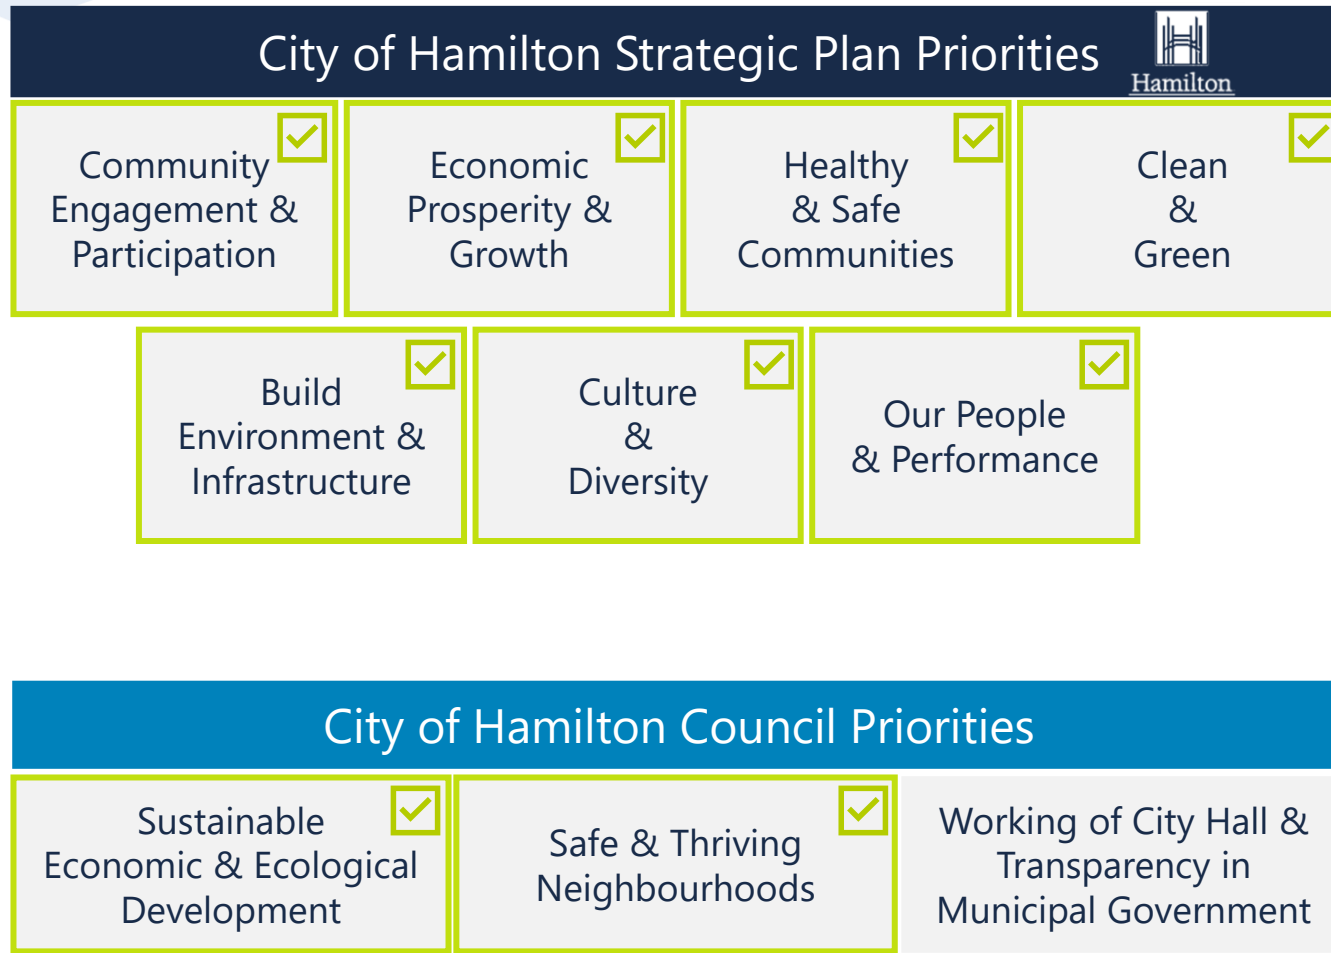 City of Hamilton Strategic Plan Priorities
Hamilton
Community
Engagement &
Participation
Economic
Prosperity &
Growth
Healthy
& Safe
Communities
Clean
&
Green
Build
Environment &
Infrastructure
Culture
&
Diversity
Our People
& Performance
City of Hamilton Council Priorities
Sustainable
Economic & Ecological
Development
Safe & Thriving
Neighbourhoods
Working of City Hall &
Transparency in
Municipal Government